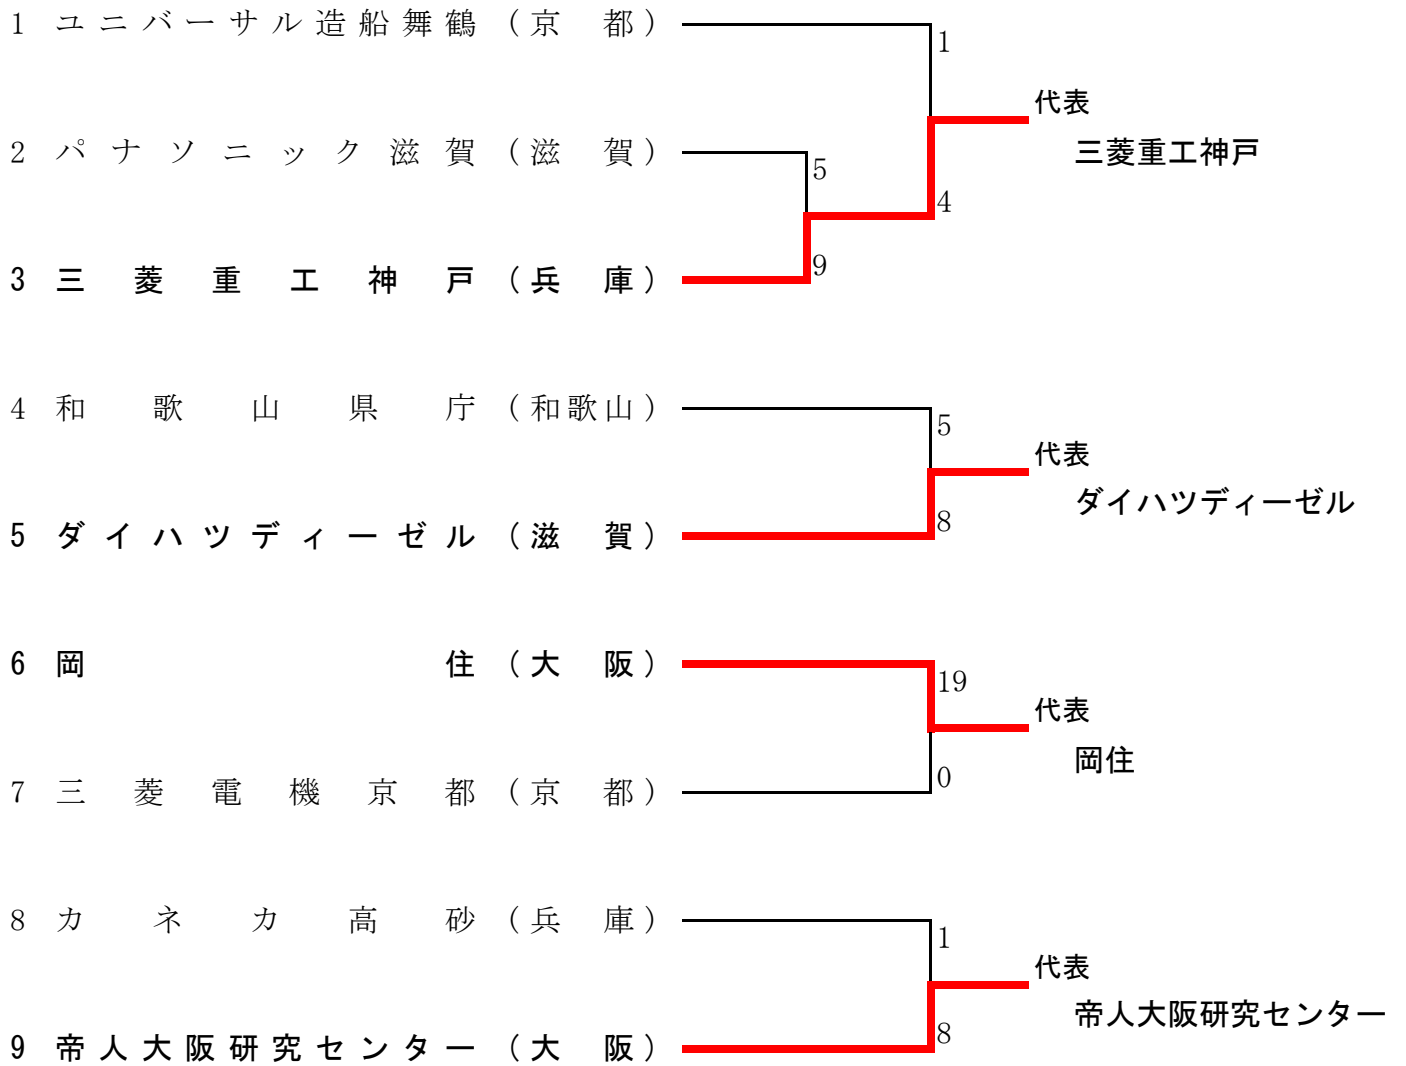 1 ユニバーサル造船舞鶴（京都）
1
代表
2 パナソニック滋賀（滋賀）
5
三菱重工神戸
4
3 三菱重工神戸（兵庫）
9
4 和歌山県庁（和歌山）
5
代表
ダイハツディーゼル
5 ダイハツディーゼル（滋賀）
8
6 岡住（大阪）
19
代表
岡住
7 三菱電機京都（京都）
0
8 カネカ高砂（兵庫）
1
代表
帝人大阪研究センター
9 帝人大阪研究センター（大阪）
8